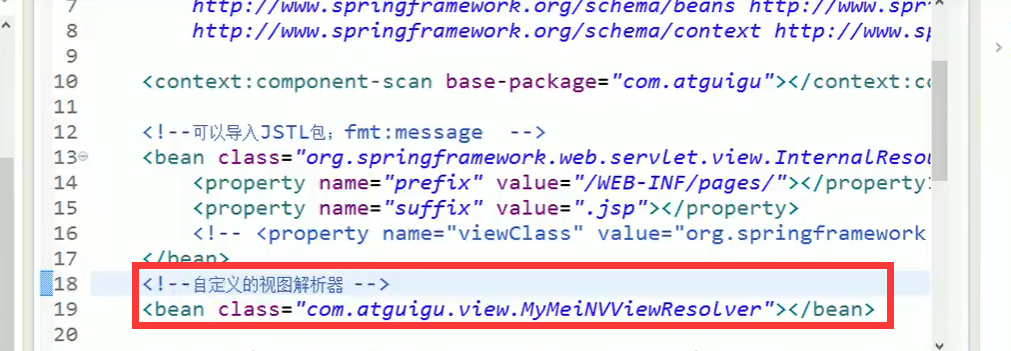 7 http://www.springframework.org/schema/beans http://www.spri
8 http://www.springframework.org/schema/context http://www.sp
9
10 <context:component-scan base-package="com.atguigu"></context:co
11
12 <!--可以导入JSTL包；fmt:message -->
13 <bean class="org.springframework.web.servlet.view.InternalResou
14 <property name="prefix" value="/WEB-INF/pages/"></property>
15 <property name="suffix" value=".jsp"></property>
16 <!-- <property name="viewClass" value="org.springframework
17 </bean>
18 <!--自定义的视图解析器 -->
19 <bean class="com.atguigu.view.MyMeiNVViewResolver"></bean>
20